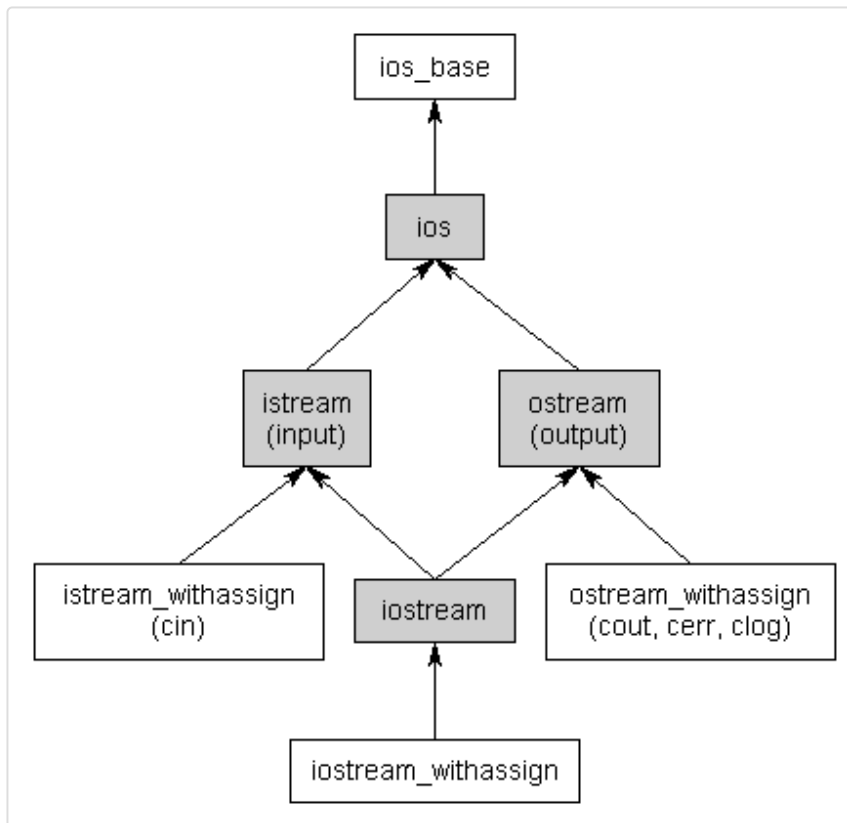 ios_base
ios
istream
(input)
ostream
(output)
istream_withassign
(cin)
iostream
ostream_withassign
(cout, cerr, clog)
iostream_withassign